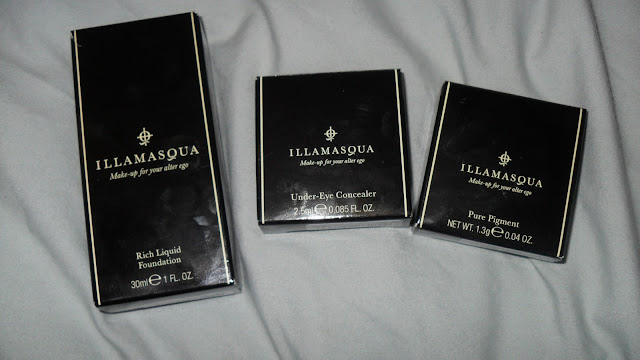 ILLAMASQUA
Make-up for your alter ego
Rich Liquid
Foundation
30ml ℮ 1 FL. OZ.
ILLAMASQUA
Make-up for your alter ego
Under-Eye Concealer
2.5ml ℮ 0.085 FL. OZ.
ILLAMASQUA
Make-up for your alter ego
Pure Pigment
NET WT. 1.3g ℮ 0.04 OZ.